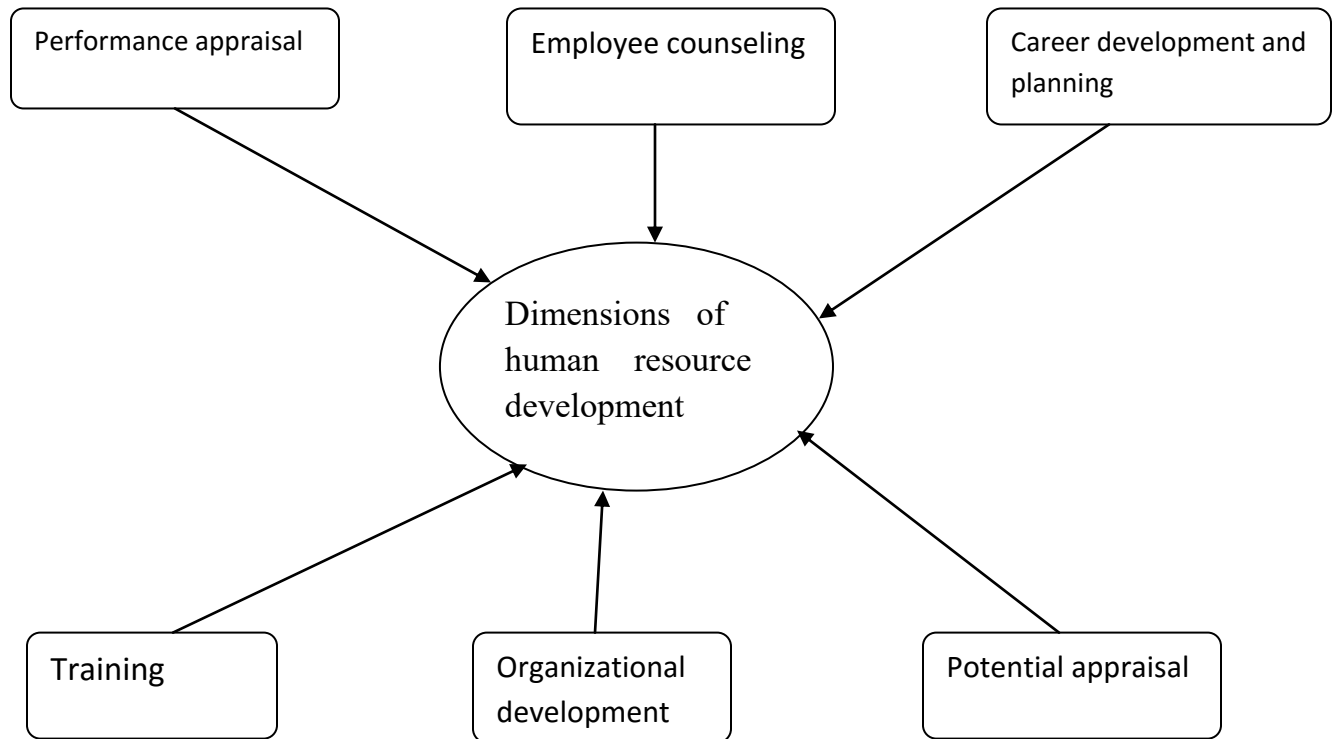 Performance appraisal
Employee counseling
Career development and
planning
Dimensions of
human resource
development
Training
Organizational
development
Potential appraisal